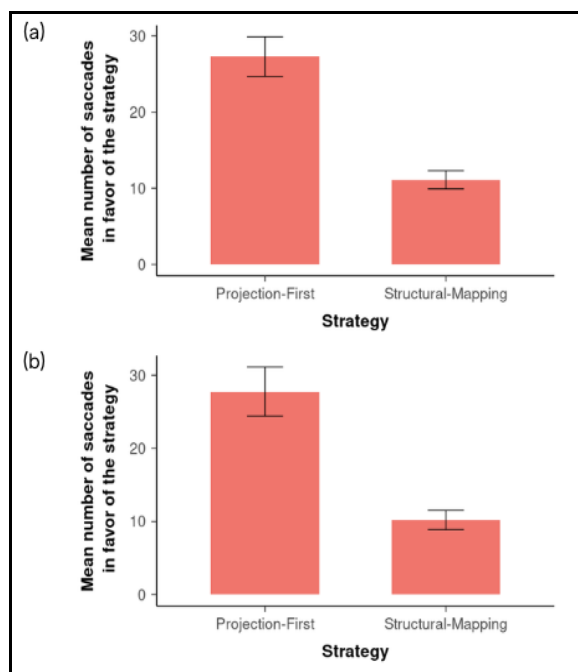 (a)
Mean number of saccades
in favor of the strategy
30
20
10
0
Projection-First Structural-Mapping
Strategy
(b)
Mean number of saccades
in favor of the strategy
30
20
10
0
Projection-First Structural-Mapping
Strategy